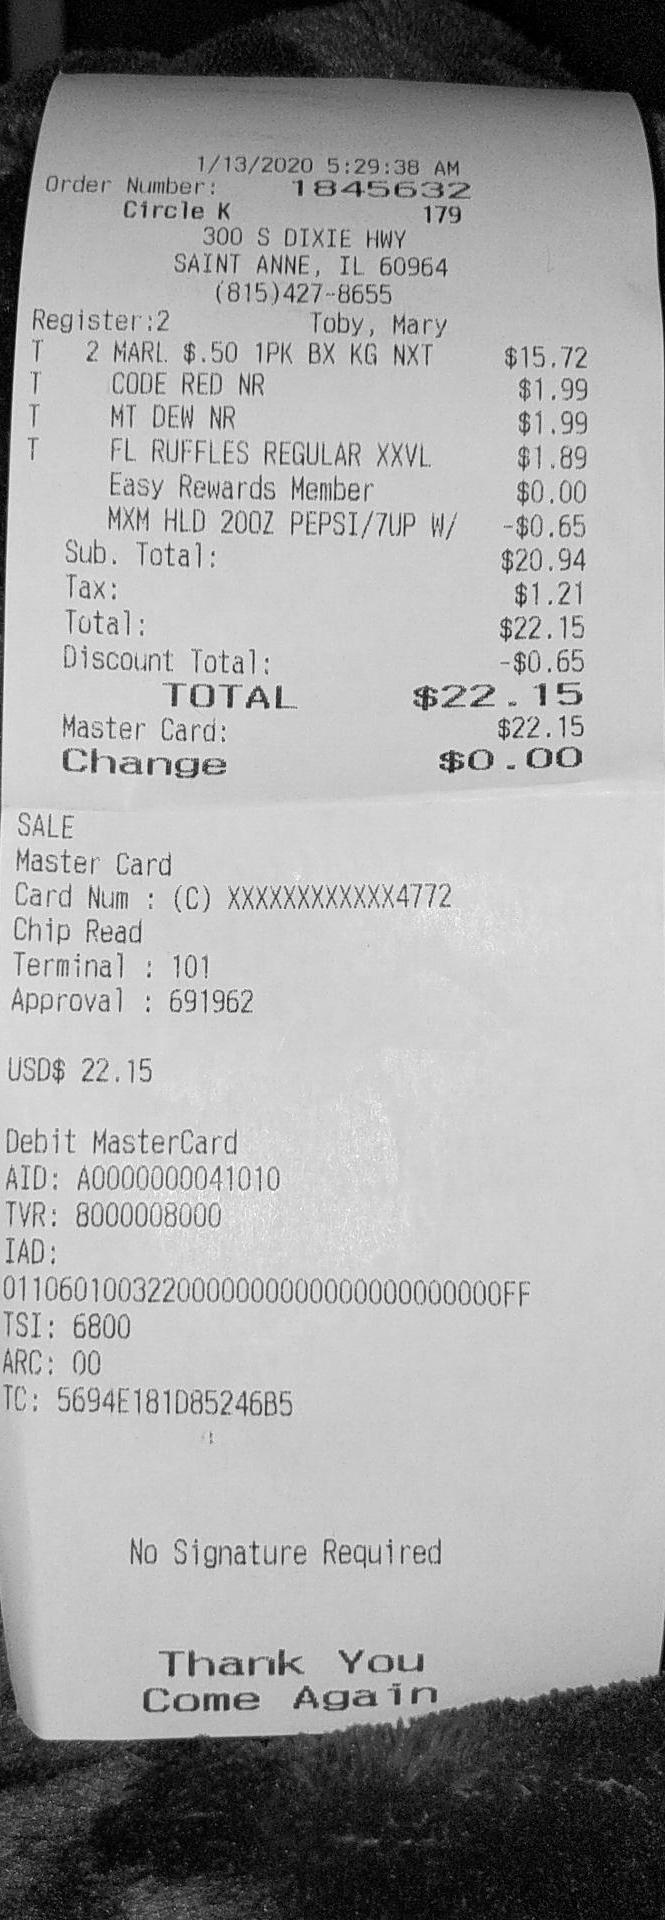 1/13/2020 5:29:38 AM
Order Number: 1845632
Circle K 179
300 S DIXIE HWY
SAINT ANNE, IL 60964
(815)427-8655
Register:2 Toby, Mary
T 2 MARL $.50 1PK BX KG NXT $15.72
T CODE RED NR $1.99
T MT DEW NR $1.99
T FL RUFFLES REGULAR XXVL $1.89
Easy Rewards Member $0.00
MXM HLD 20OZ PEPSI/7UP W/ -$0.65
Sub. Total: $20.94
Tax: $1.21
Total: $22.15
Discount Total: -$0.65
TOTAL $22.15
Master Card: $22.15
Change $0.00
SALE
Master Card
Card Num : (C) XXXXXXXXXXXX4772
Chip Read
Terminal : 101
Approval : 691962
USD$ 22.15
Debit MasterCard
AID: A0000000041010
TVR: 8000008000
IAD:
0110601003220000000000000000000000FF
TSI: 6800
ARC: 00
TC: 5694E181D85246B5
No Signature Required
Thank You
Come Again